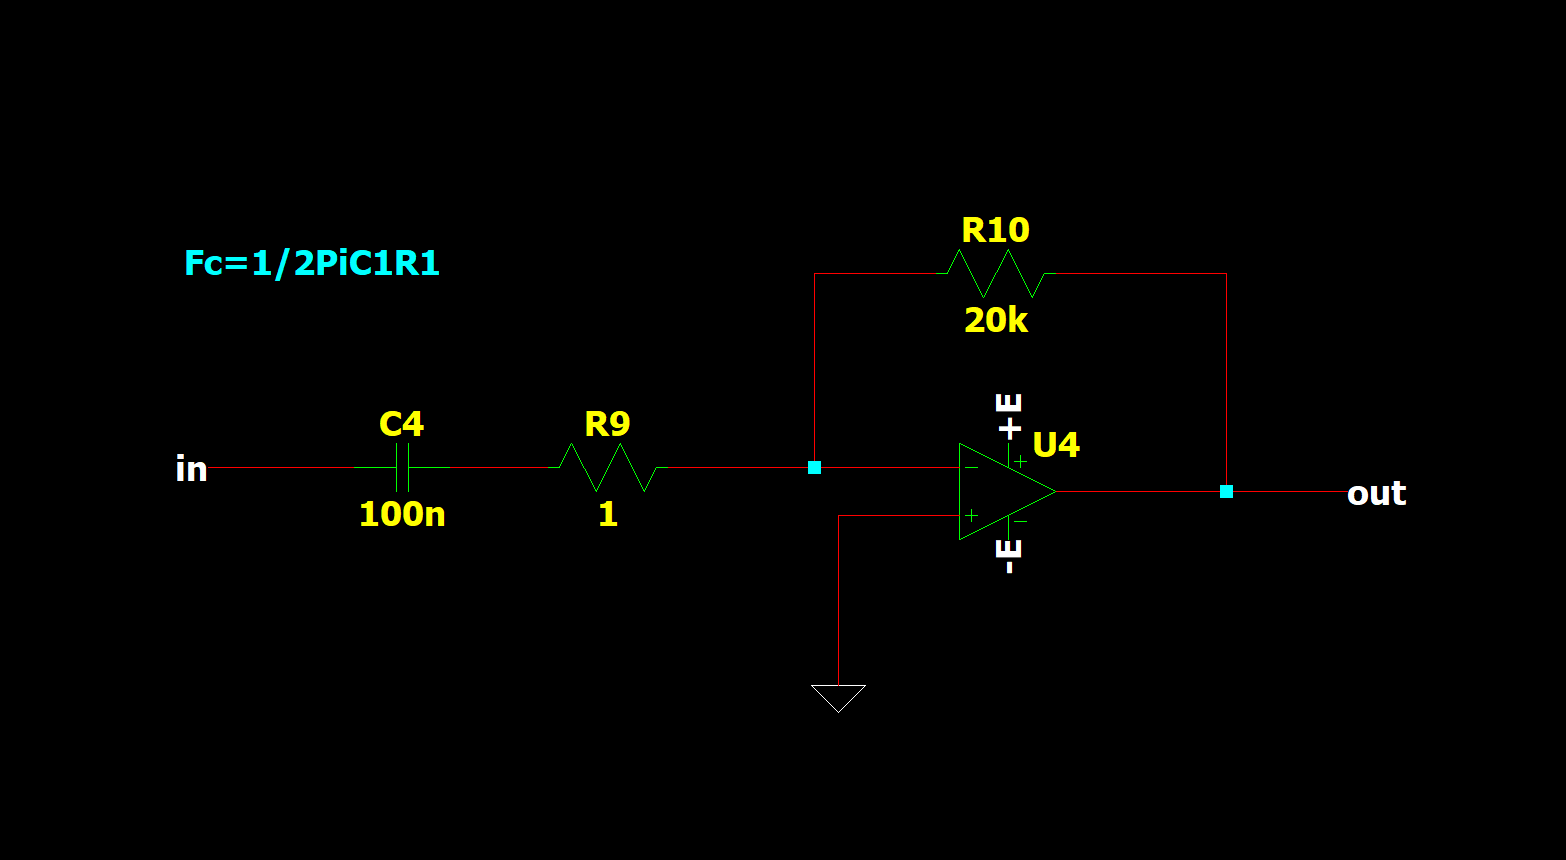 R10
Fc=1/2PiC1R1
20k
+E
C4
R9
U4
in
out
100n
1
-E